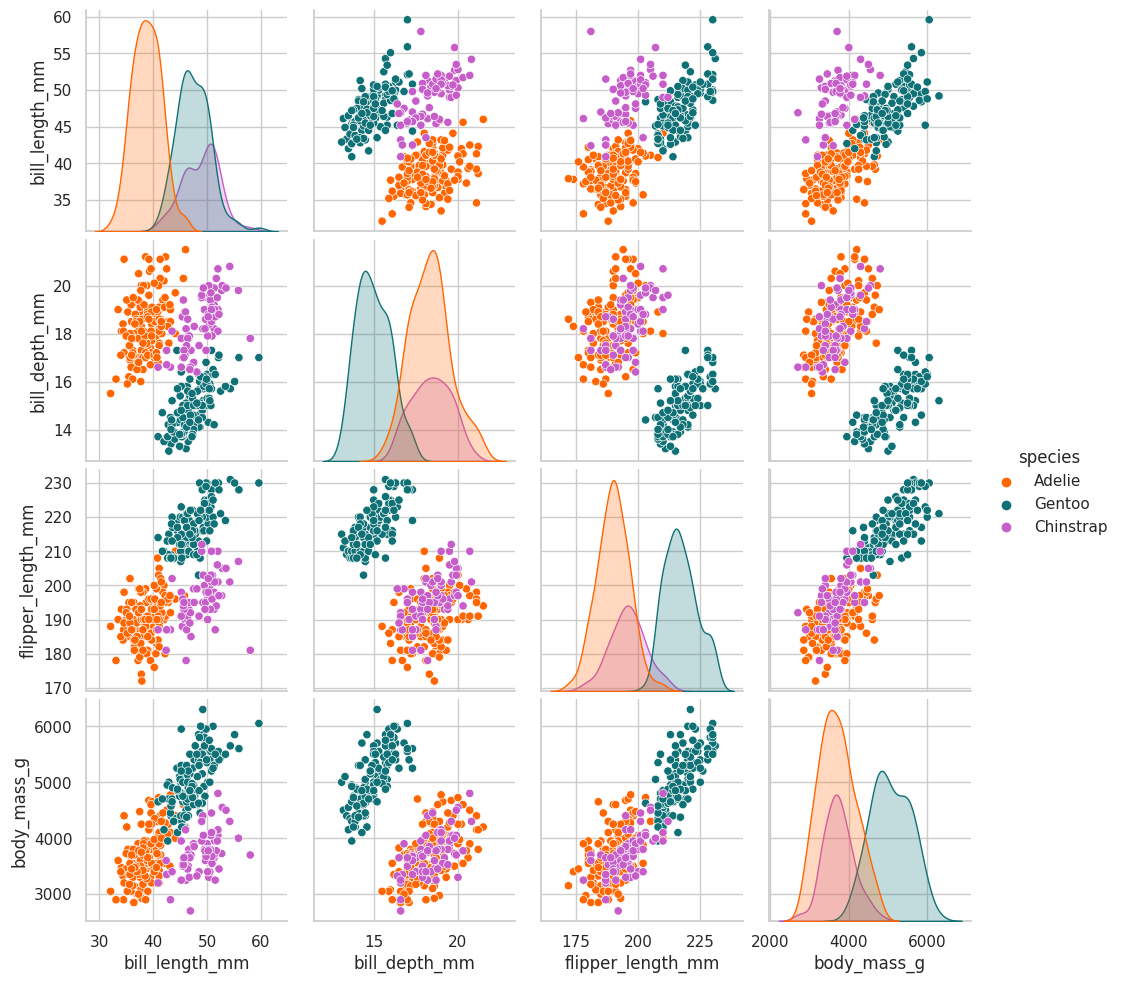 60
55
50
45
40
35
bill_length_mm
20
18
16
14
bill_depth_mm
species
Adelie
Gentoo
Chinstrap
230
220
210
200
190
180
170
flipper_length_mm
6000
5000
4000
3000
body_mass_g
30 40 50 60
15 20
175 200 225
2000 4000 6000
bill_length_mm
bill_depth_mm
flipper_length_mm
body_mass_g